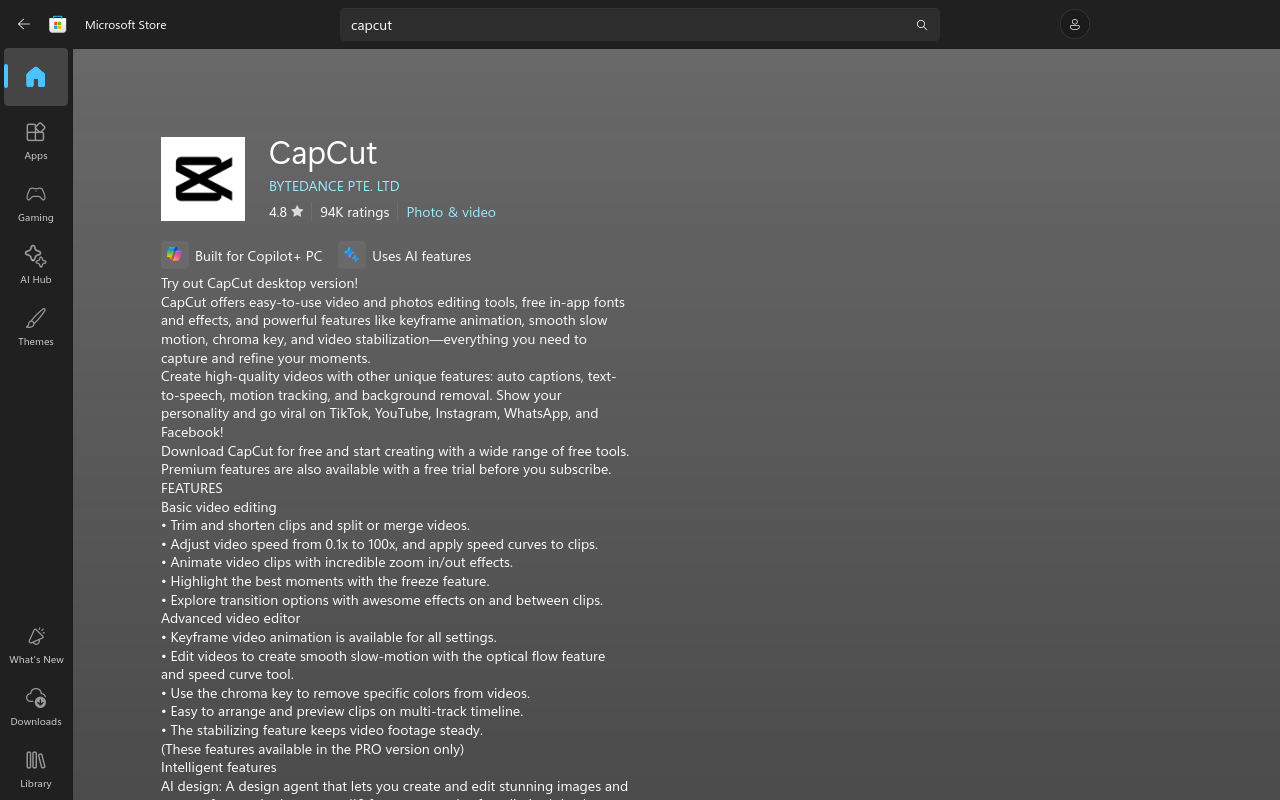 Microsoft Store
capcut
Apps
Gaming
AI Hub
Themes
What's New
Downloads
Library
CapCut
BYTEDANCE PTE. LTD
4.8 ★ 94K ratings Photo & video
Built for Copilot+ PC Uses AI features
Try out CapCut desktop version!
CapCut offers easy-to-use video and photos editing tools, free in-app fonts
and effects, and powerful features like keyframe animation, smooth slow
motion, chroma key, and video stabilization—everything you need to
capture and refine your moments.
Create high-quality videos with other unique features: auto captions, text-
to-speech, motion tracking, and background removal. Show your
personality and go viral on TikTok, YouTube, Instagram, WhatsApp, and
Facebook!
Download CapCut for free and start creating with a wide range of free tools.
Premium features are also available with a free trial before you subscribe.
FEATURES
Basic video editing
• Trim and shorten clips and split or merge videos.
• Adjust video speed from 0.1x to 100x, and apply speed curves to clips.
• Animate video clips with incredible zoom in/out effects.
• Highlight the best moments with the freeze feature.
• Explore transition options with awesome effects on and between clips.
Advanced video editor
• Keyframe video animation is available for all settings.
• Edit videos to create smooth slow-motion with the optical flow feature
and speed curve tool.
• Use the chroma key to remove specific colors from videos.
• Easy to arrange and preview clips on multi-track timeline.
• The stabilizing feature keeps video footage steady.
(These features available in the PRO version only)
Intelligent features
AI design: A design agent that lets you create and edit stunning images and